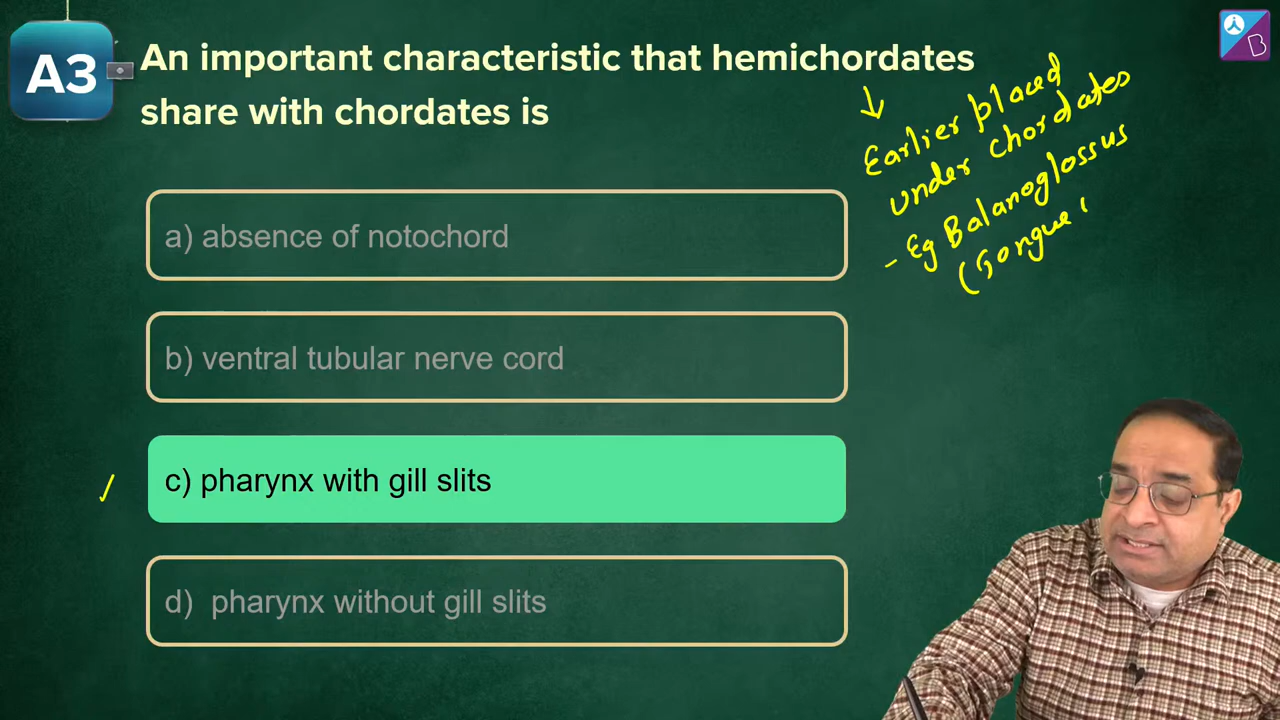 A3
An important characteristic that hemichordates
share with chordates is
a) absence of notochord
b) ventral tubular nerve cord
c) pharynx with gill slits
d) pharynx without gill slits
Earlier placed
under chordates
- Eg Balanoglossus
(Tongue
B